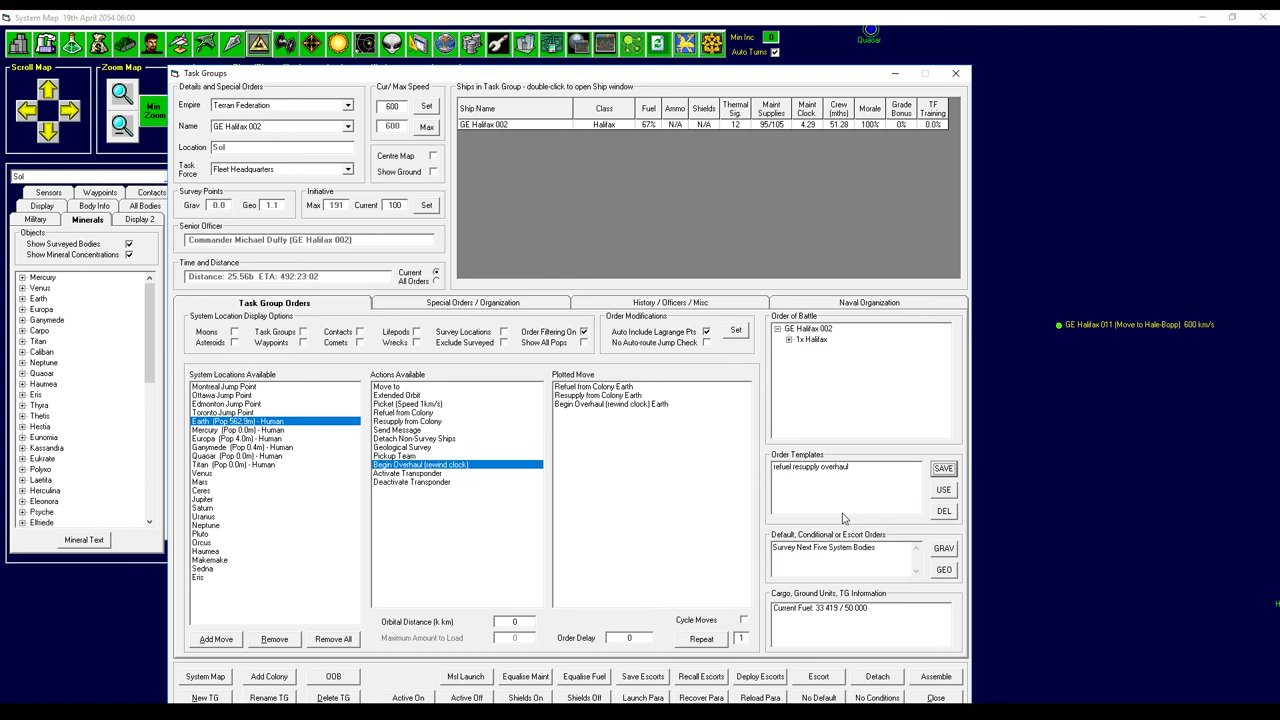 System Map 19th April 2054 06:00
Min Inc 0
Auto Turns
Quaoar
Scroll Map
Zoom Map
Min Zoom
Sol
Sensors Waypoints Contacts
Display Body Info All Bodies
Military Minerals Display 2
Objects
Show Surveyed Bodies
Show Mineral Concentrations
Mercury
Venus
Earth
Europa
Ganymede
Carpo
Titan
Caliban
Neptune
Quaoar
Haumea
Eris
Thyra
Thetis
Hestia
Eunomia
Kassandra
Eukrate
Polyxo
Laetita
Herculina
Eleonora
Psyche
Elfriede
Mineral Text
Task Groups
Details and Special Orders
Empire Terran Federation
Name GE Halifax 002
Location Sol
Task Force Fleet Headquarters
Cur/ Max Speed
600 Set
600 Max
Centre Map
Show Ground
Survey Points
Grav 0.0 Geo 1.1
Initiative
Max 191 Current 100 Set
Senior Officer
Commander Michael Duffy (GE Halifax 002)
Time and Distance
Distance: 25.56b ETA: 492:23:02
Current
All Orders
Ships in Task Group - double-click to open Ship window
Ship Name Class Fuel Ammo Shields Thermal Sig. Maint Supplies Maint Clock Crew (mths) Morale Grade Bonus TF Training
GE Halifax 002 Halifax 67% N/A N/A 12 95/105 4.29 51.28 100% 0% 0.0%
Task Group Orders Special Orders / Organization History / Officers / Misc Naval Organization
System Location Display Options
Moons Task Groups Contacts Lifepods Survey Locations Order Filtering On
Asteroids Waypoints Comets Wrecks Exclude Surveyed Show All Pops
Order Modifications
Auto Include Lagrange Pts Set
No Auto-route Jump Check
System Locations Available
Montreal Jump Point
Ottawa Jump Point
Edmonton Jump Point
Toronto Jump Point
Earth (Pop 562.9m) - Human
Mercury (Pop 0.0m) - Human
Europa (Pop 4.0m) - Human
Ganymede (Pop 0.4m) - Human
Quaoar (Pop 0.0m) - Human
Titan (Pop 0.0m) - Human
Venus
Mars
Ceres
Jupiter
Saturn
Uranus
Neptune
Pluto
Orcus
Haumea
Makemake
Sedna
Eris
Actions Available
Move to
Extended Orbit
Picket (Speed 1km/s)
Refuel from Colony
Resupply from Colony
Send Message
Detach Non-Survey Ships
Geological Survey
Pickup Team
Begin Overhaul (rewind clock)
Activate Transponder
Deactivate Transponder
Plotted Move
Refuel from Colony Earth
Resupply from Colony Earth
Begin Overhaul (rewind clock) Earth
Orbital Distance (k km) 0
Maximum Amount to Load 0
Cycle Moves
Order Delay 0 Repeat 1
Add Move Remove Remove All
Order of Battle
GE Halifax 002
1x Halifax
Order Templates
refuel resupply overhaul
SAVE
USE
DEL
Default, Conditional or Escort Orders
Survey Next Five System Bodies
GRAV
GEO
Cargo, Ground Units, TG Information
Current Fuel: 33 419 / 50 000
System Map Add Colony OOB Msl Launch Equalise Maint Equalise Fuel Save Escorts Recall Escorts Deploy Escorts Escort Detach Assemble
New TG Rename TG Delete TG Active On Active Off Shields On Shields Off Launch Para Recover Para Reload Para No Default No Conditions Close
GE Halifax 011 (Move to Hale-Bopp) 600 km/s
H